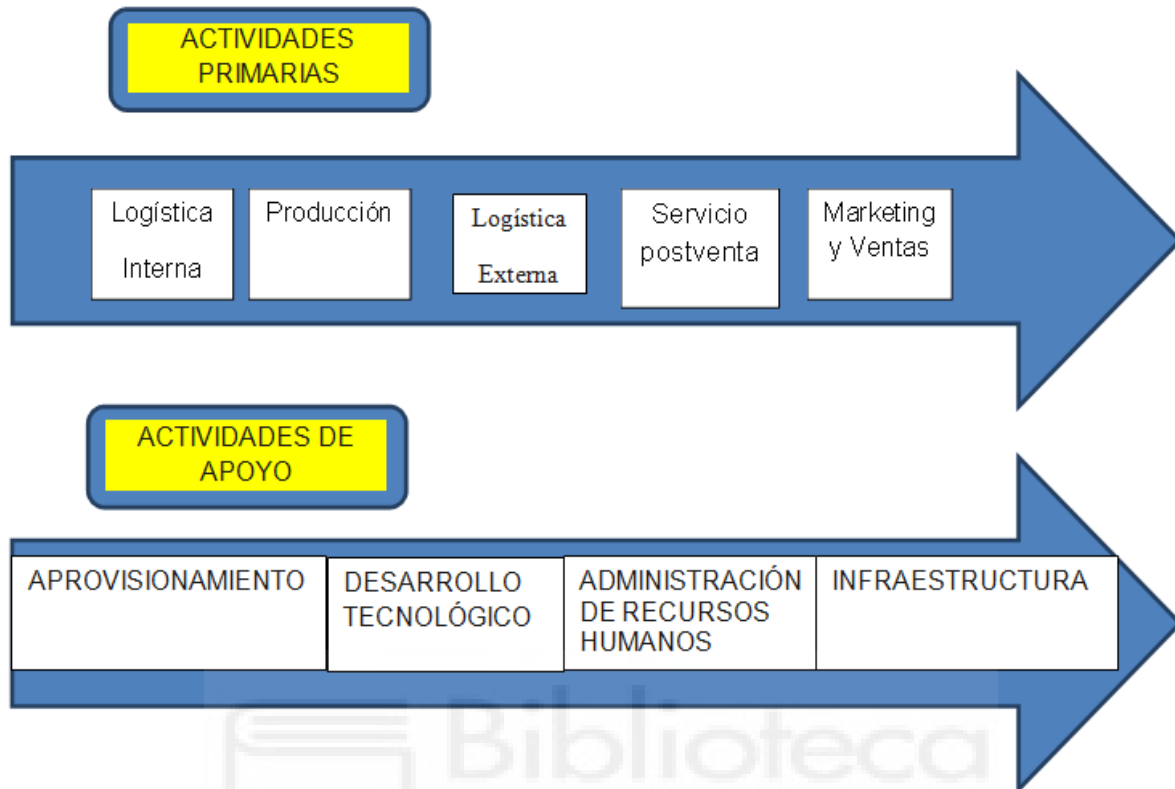 ACTIVIDADES
PRIMARIAS
Logística
Interna
Producción
Logística
Externa
Servicio
postventa
Marketing
y Ventas
ACTIVIDADES DE
APOYO
APROVISIONAMIENTO
DESARROLLO
TECNOLÓGICO
ADMINISTRACIÓN
DE RECURSOS
HUMANOS
INFRAESTRUCTURA
Biblioteca